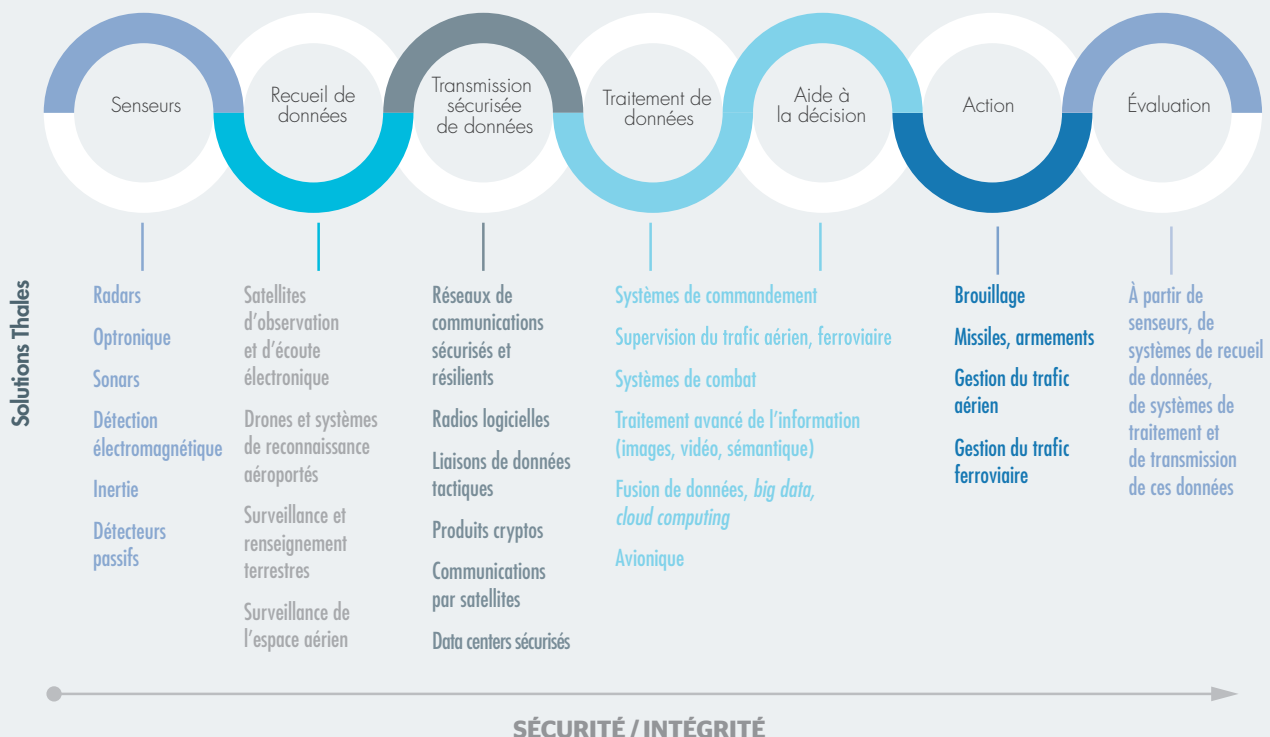 Senseurs
Recueil de
données
Transmission
sécurisée
de données
Traitement de
données
Aide à
la décision
Action
Évaluation
Solutions Thales
Radars
Optronique
Sonars
Détection
électromagnétique
Inertie
Détecteurs
passifs
Satellites
d'observation
et d'écoute
électronique
Drones et systèmes
de reconnaissance
aéroportés
Surveillance et
renseignement
terrestres
Surveillance de
l'espace aérien
Réseaux de
communications
sécurisés et
résilients
Radios logicielles
Liaisons de données
tactiques
Produits cryptos
Communications
par satellites
Data centers sécurisés
Systèmes de commandement
Supervision du trafic aérien, ferroviaire
Systèmes de combat
Traitement avancé de l'information
(images, vidéo, sémantique)
Fusion de données, big data,
cloud computing
Avionique
Brouillage
Missiles, armements
Gestion du trafic
aérien
Gestion du trafic
ferroviaire
À partir de
senseurs, de
systèmes de recueil
de données,
de systèmes de
traitement et
de transmission
de ces données
SÉCURITÉ / INTÉGRITÉ